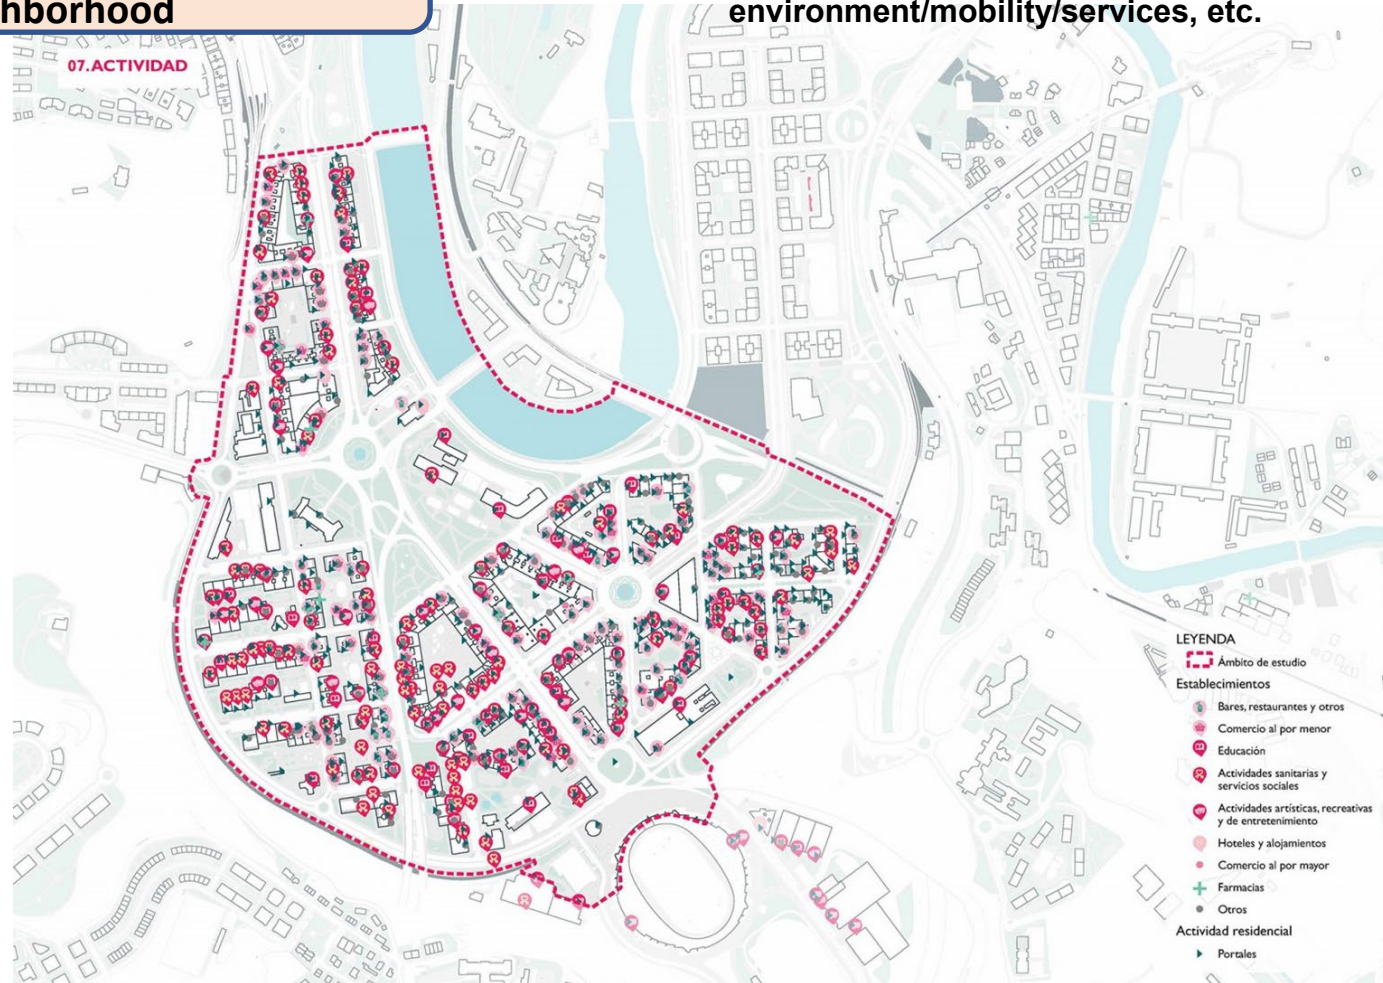 hborhood
environment/mobility/services, etc.
07.ACTIVIDAD
LEYENDA
Ámbito de estudio
Establecimientos
Bares, restaurantes y otros
Comercio al por menor
Educación
Actividades sanitarias y
servicios sociales
Actividades artísticas, recreativas
y de entretenimiento
Hoteles y alojamientos
Comercio al por mayor
Farmacias
Otros
Actividad residencial
Portales